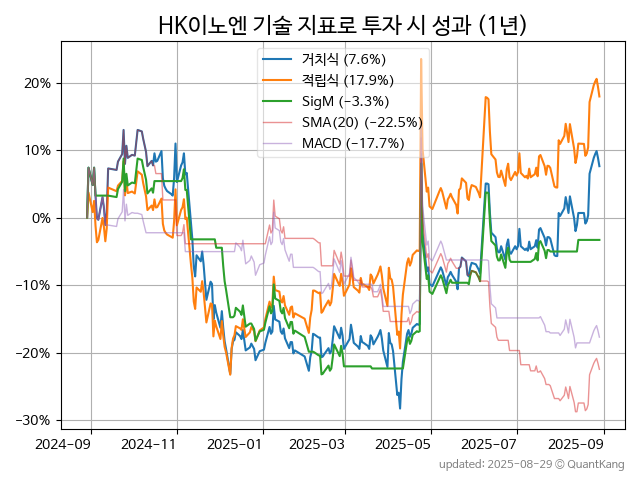 HK이노엔 기술 지표로 투자 시 성과 (1년)
거치식 (7.6%)
적립식 (17.9%)
SigM (−3.3%)
SMA(20) (−22.5%)
MACD (−17.7%)
20%
10%
0%
−10%
−20%
−30%
2024-09 2024-11 2025-01 2025-03 2025-05 2025-07 2025-09
updated: 2025-08-29 © QuantKang